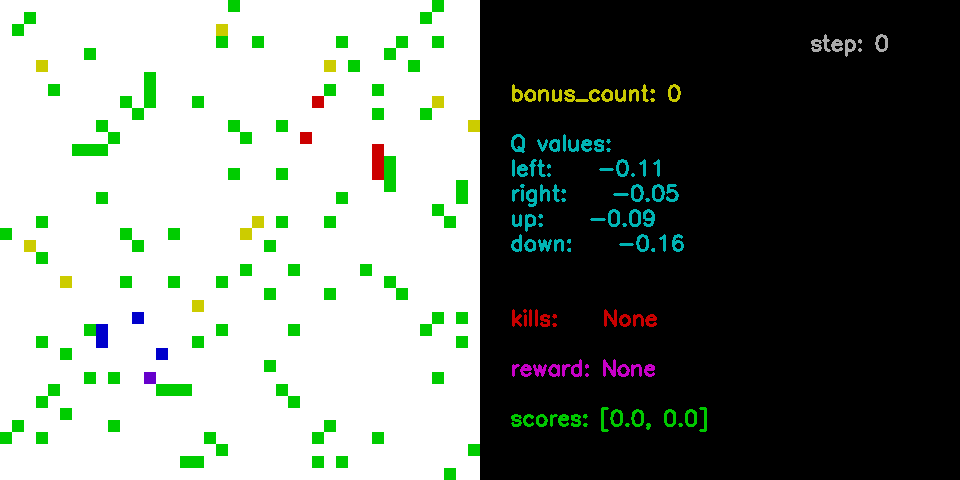 step: 0
bonus_count: 0
Q values:
left: -0.11
right: -0.05
up: -0.09
down: -0.16
kills: None
reward: None
scores: [0.0, 0.0]